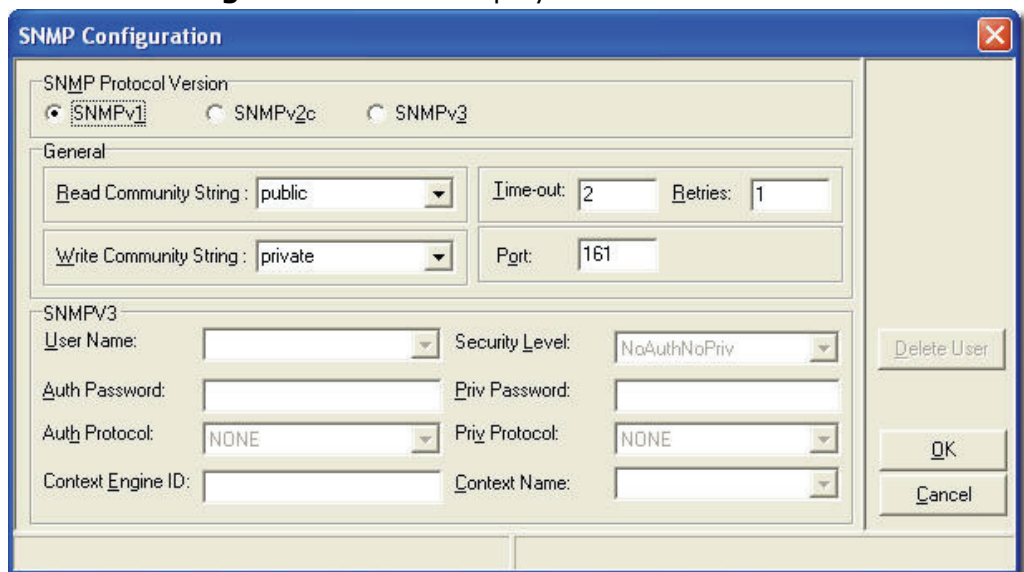 SNMP Configuration
SNMP Protocol Version
SNMPv1 SNMPv2c SNMPv3
General
Read Community String : public Time-out: 2 Retries: 1
Write Community String : private Port: 161
SNMPV3
User Name: Security Level: NoAuthNoPriv Delete User
Auth Password: Priv Password:
Auth Protocol: NONE Priv Protocol: NONE
OK
Context Engine ID: Context Name:
Cancel